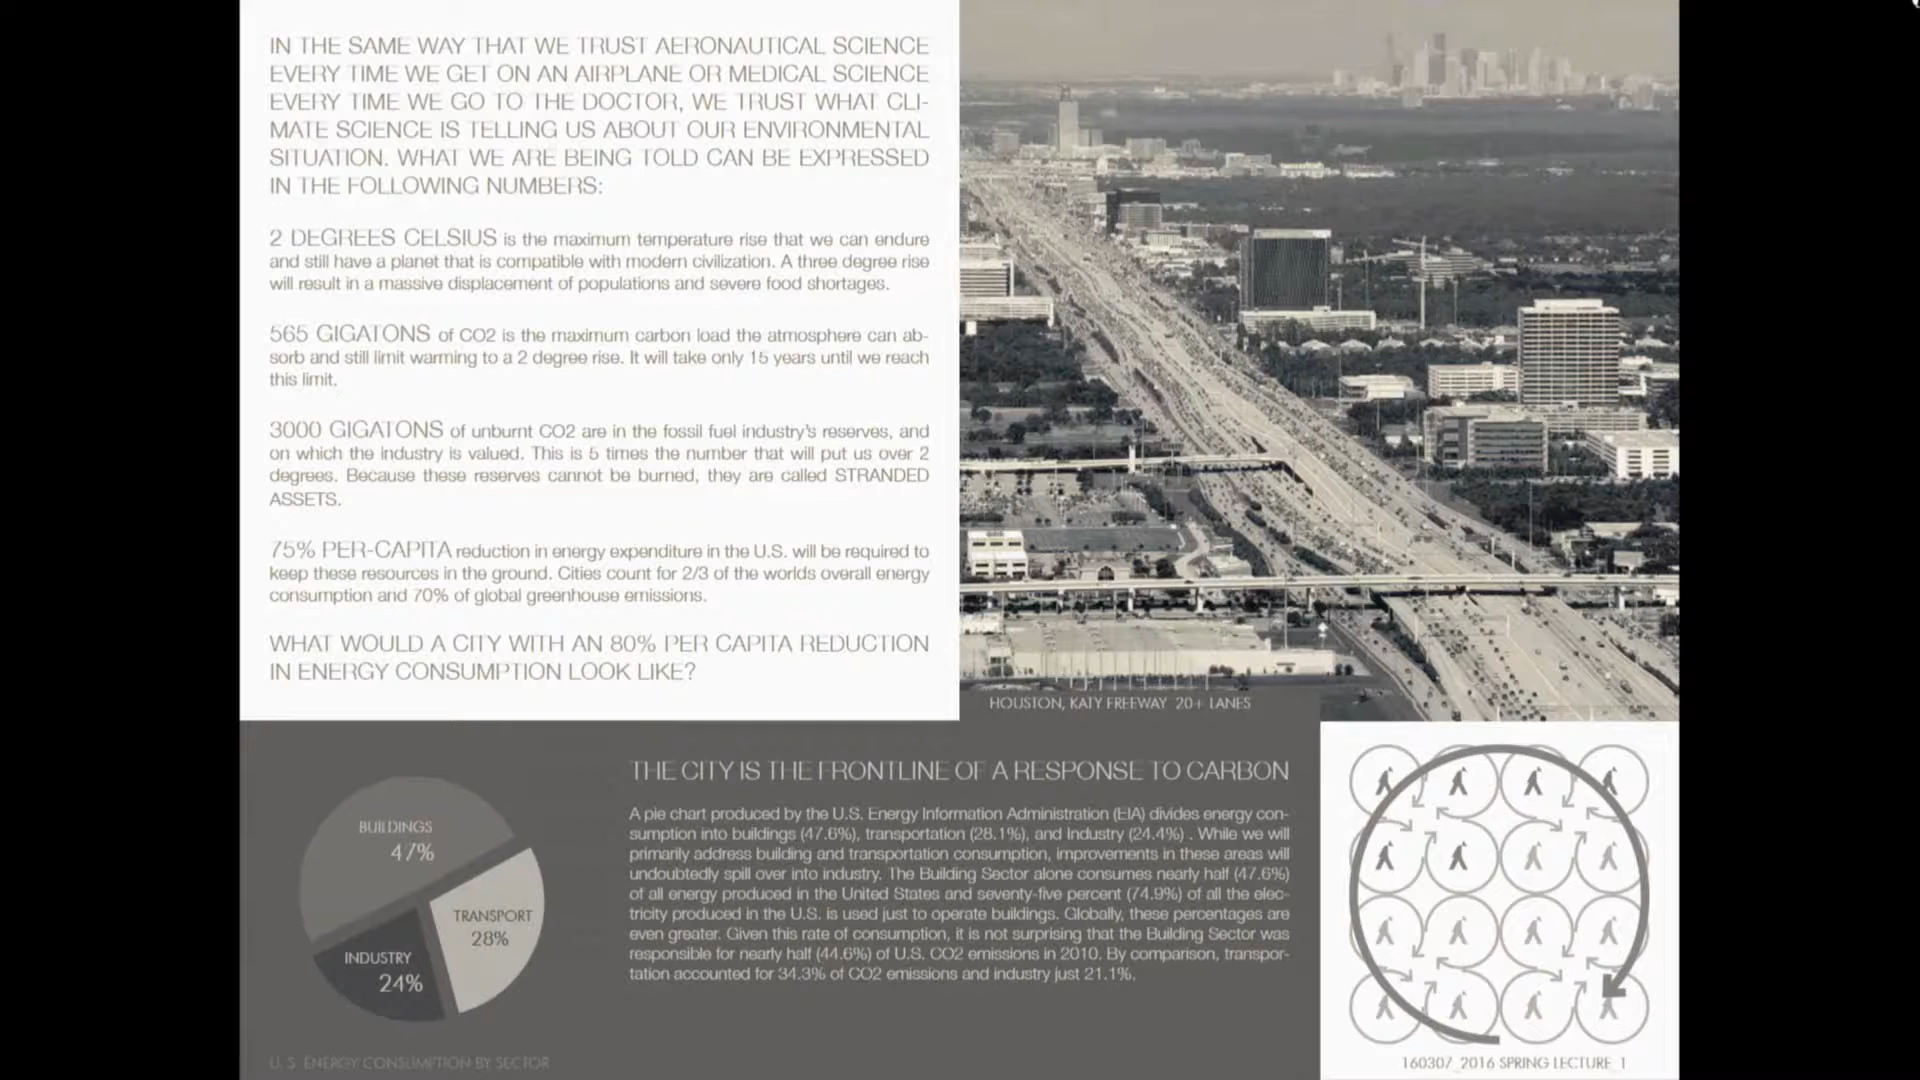 IN THE SAME WAY THAT WE TRUST AERONAUTICAL SCIENCE
EVERY TIME WE GET ON AN AIRPLANE OR MEDICAL SCIENCE
EVERY TIME WE GO TO THE DOCTOR, WE TRUST WHAT CLI-
MATE SCIENCE IS TELLING US ABOUT OUR ENVIRONMENTAL
SITUATION. WHAT WE ARE BEING TOLD CAN BE EXPRESSED
IN THE FOLLOWING NUMBERS:
2 DEGREES CELSIUS is the maximum temperature rise that we can endure
and still have a planet that is compatible with modern civilization. A three degree rise
will result in a massive displacement of populations and severe food shortages.
565 GIGATONS of CO2 is the maximum carbon load the atmosphere can ab-
sorb and still limit warming to a 2 degree rise. It will take only 15 years until we reach
this limit.
3000 GIGATONS of unburnt CO2 are in the fossil fuel industry's reserves, and
on which the industry is valued. This is 5 times the number that will put us over 2
degrees. Because these reserves cannot be burned, they are called STRANDED
ASSETS.
75% PER-CAPITA reduction in energy expenditure in the U.S. will be required to
keep these resources in the ground. Cities count for 2/3 of the worlds overall energy
consumption and 70% of global greenhouse emissions.
WHAT WOULD A CITY WITH AN 80% PER CAPITA REDUCTION
IN ENERGY CONSUMPTION LOOK LIKE?
HOUSTON, KATY FREEWAY 20+ LANES
BUILDINGS
47%
TRANSPORT
28%
INDUSTRY
24%
U. S. ENERGY CONSUMPTION BY SECTOR
THE CITY IS THE FRONTLINE OF A RESPONSE TO CARBON
A pie chart produced by the U.S. Energy Information Administration (EIA) divides energy con-
sumption into buildings (47.6%), transportation (28.1%), and Industry (24.4%) . While we will
primarily address building and transportation consumption, improvements in these areas will
undoubtedly spill over into industry. The Building Sector alone consumes nearly half (47.6%)
of all energy produced in the United States and seventy-five percent (74.9%) of all the elec-
tricity produced in the U.S. is used just to operate buildings. Globally, these percentages are
even greater. Given this rate of consumption, it is not surprising that the Building Sector was
responsible for nearly half (44.6%) of U.S. CO2 emissions in 2010. By comparison, transpor-
tation accounted for 34.3% of CO2 emissions and industry just 21.1%.
160307_2016 SPRING LECTURE_1